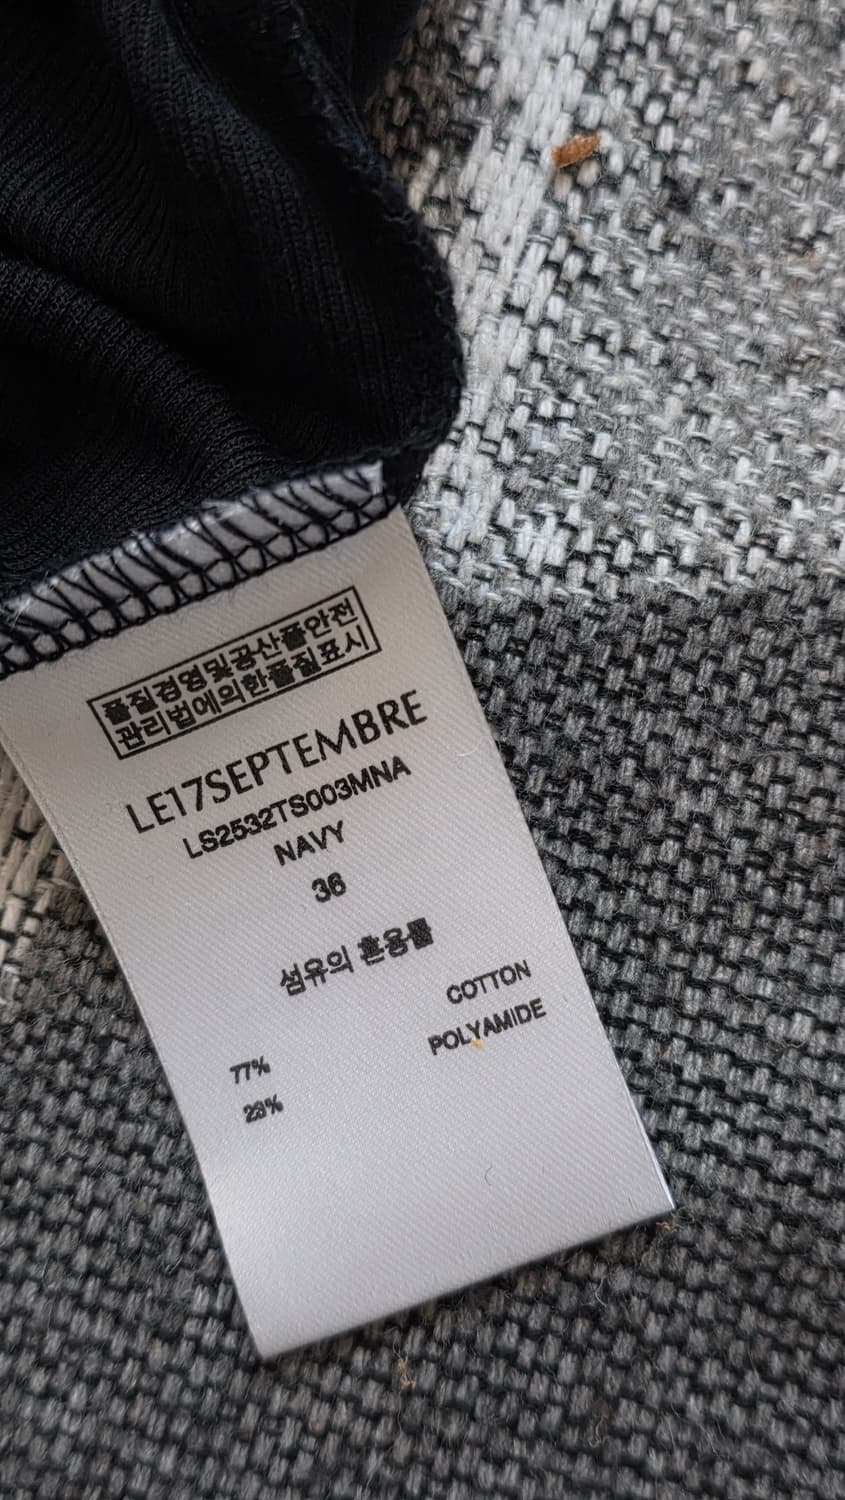 품질경영및공산품안전
관리법에의한품질표시
LE17SEPTEMBRE
LS2532TS003MNA
NAVY
36
섬유의 혼용률
77% COTTON
23% POLYAMIDE